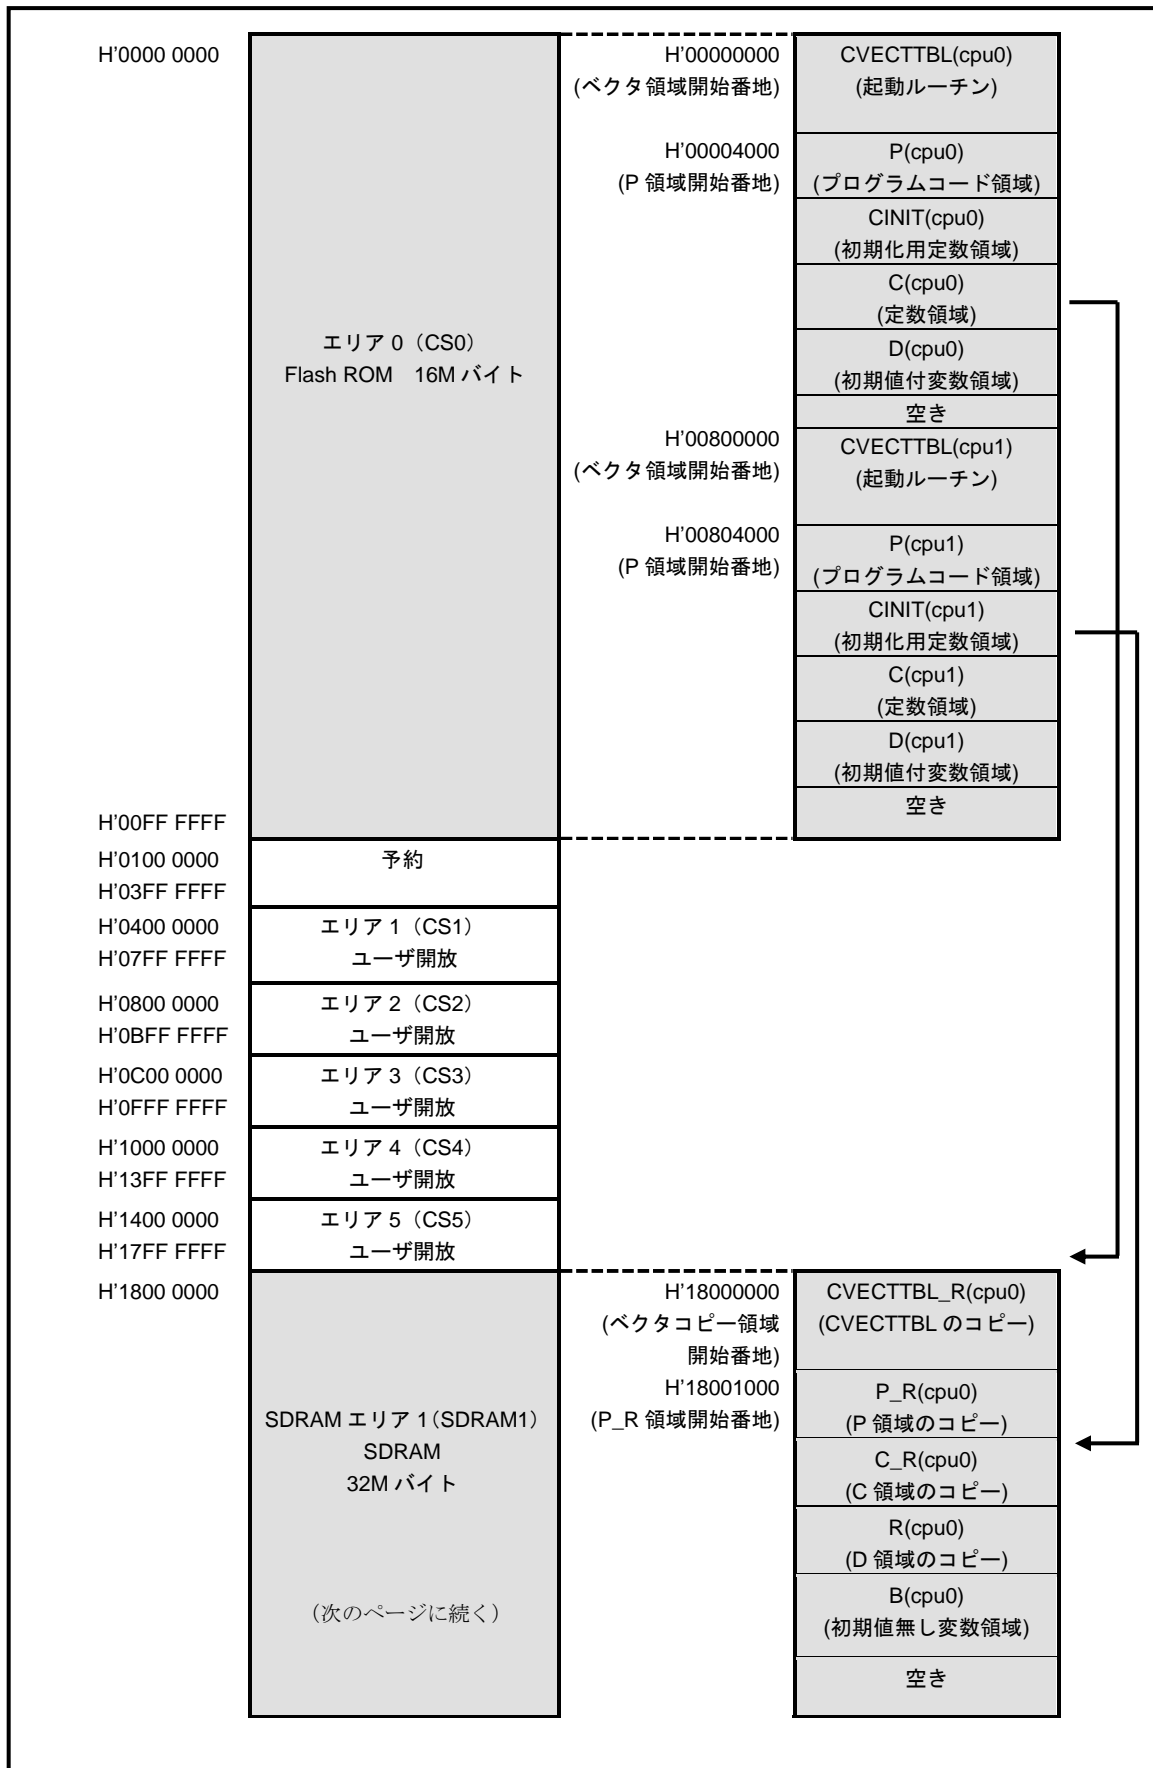 H'0000 0000
エリア 0（CS0）
Flash ROM　16M バイト
H'00FF FFFF
H'00000000
(ベクタ領域開始番地)
H'00004000
(P 領域開始番地)
H'00800000
(ベクタ領域開始番地)
H'00804000
(P 領域開始番地)
CVECTTBL(cpu0)
(起動ルーチン)
P(cpu0)
(プログラムコード領域)
CINIT(cpu0)
(初期化用定数領域)
C(cpu0)
(定数領域)
D(cpu0)
(初期値付変数領域)
空き
CVECTTBL(cpu1)
(起動ルーチン)
P(cpu1)
(プログラムコード領域)
CINIT(cpu1)
(初期化用定数領域)
C(cpu1)
(定数領域)
D(cpu1)
(初期値付変数領域)
空き
H'0100 0000
H'03FF FFFF
予約
H'0400 0000
H'07FF FFFF
エリア 1（CS1）
ユーザ開放
H'0800 0000
H'0BFF FFFF
エリア 2（CS2）
ユーザ開放
H'0C00 0000
H'0FFF FFFF
エリア 3（CS3）
ユーザ開放
H'1000 0000
H'13FF FFFF
エリア 4（CS4）
ユーザ開放
H'1400 0000
H'17FF FFFF
エリア 5（CS5）
ユーザ開放
H'1800 0000
SDRAM エリア 1（SDRAM1）
SDRAM
32M バイト
（次のページに続く）
H'18000000
(ベクタコピー領域
開始番地)
H'18001000
(P_R 領域開始番地)
CVECTTBL_R(cpu0)
(CVECTTBL のコピー)
P_R(cpu0)
(P 領域のコピー)
C_R(cpu0)
(C 領域のコピー)
R(cpu0)
(D 領域のコピー)
B(cpu0)
(初期値無し変数領域)
空き